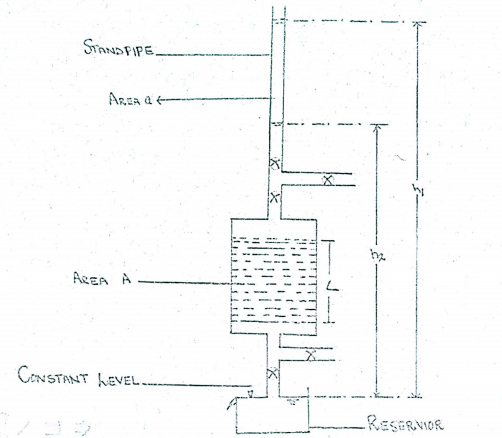 STANDPIPE
AREA a
h1
h2
L
AREA A
CONSTANT LEVEL
RESERVIOR